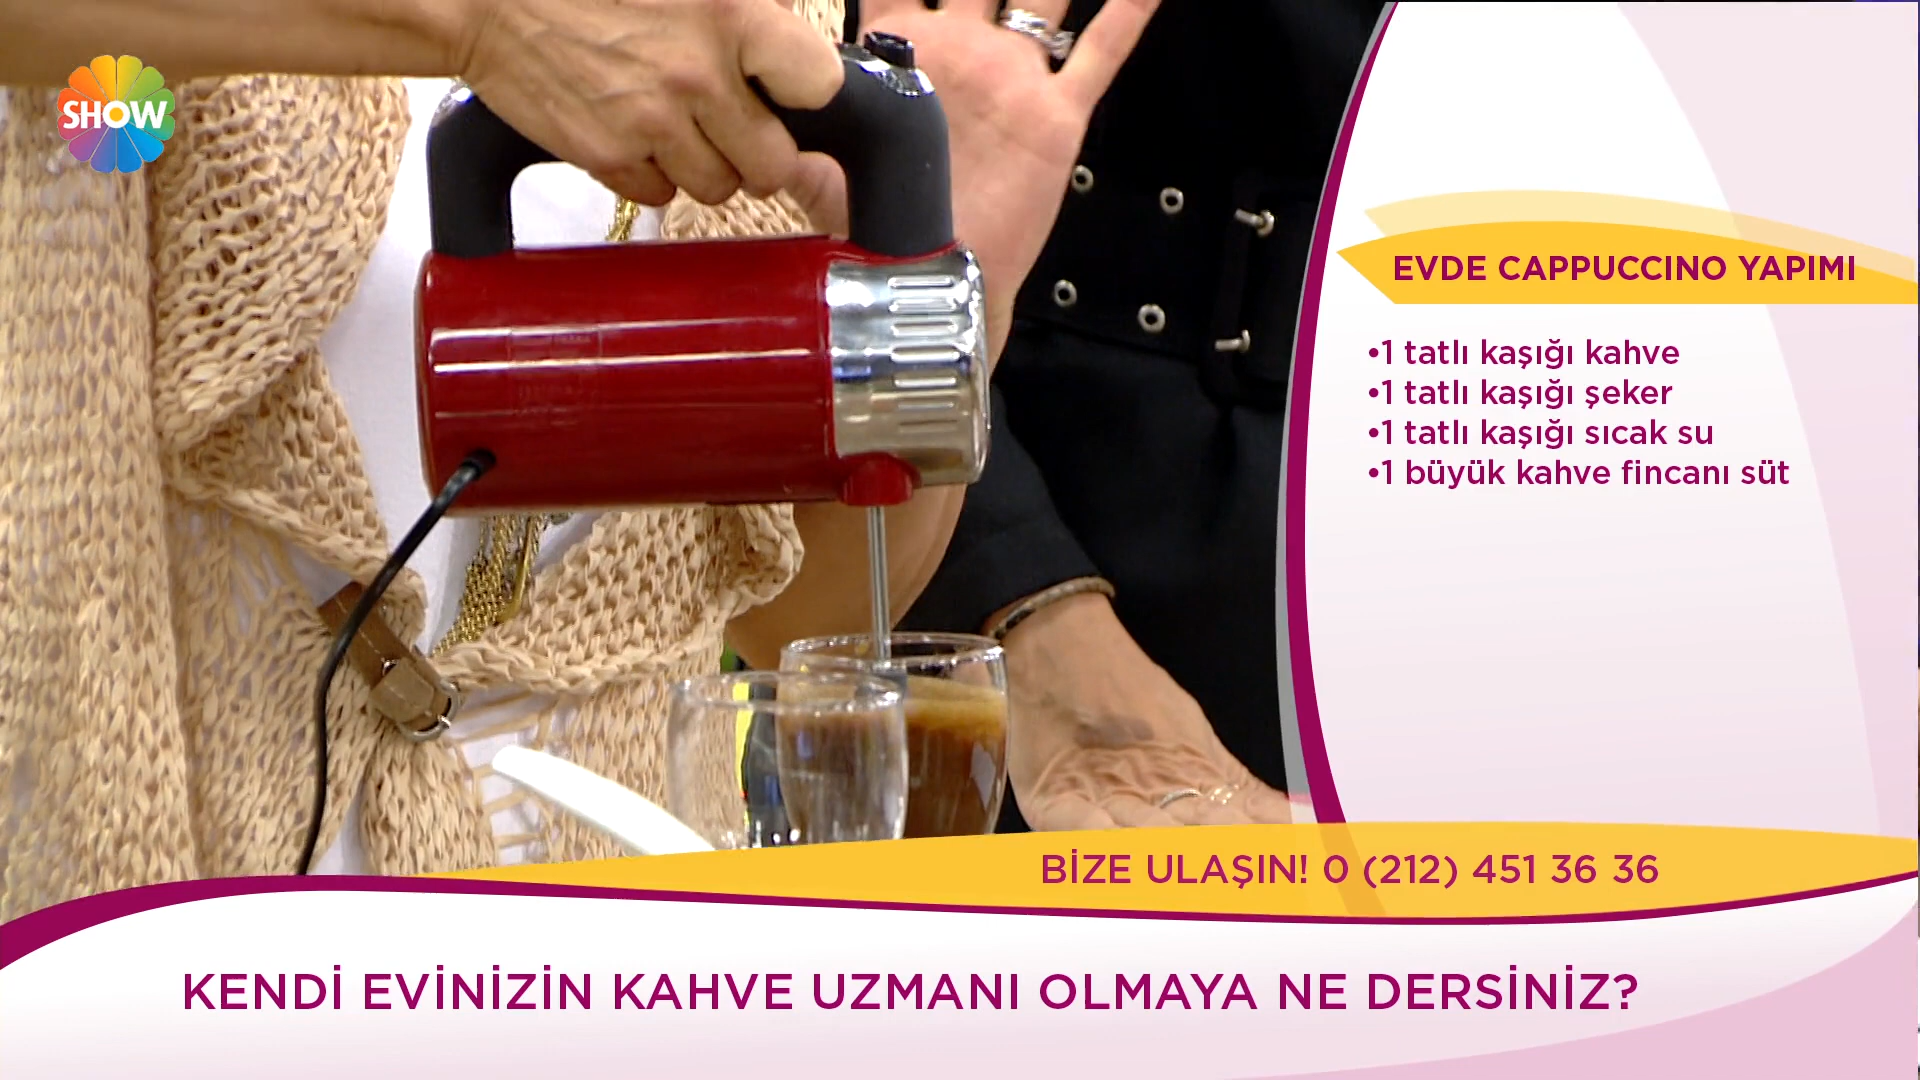 SHOW
EVDE CAPPUCCINO YAPIMI
•1 tatlı kaşığı kahve
•1 tatlı kaşığı şeker
•1 tatlı kaşığı sıcak su
•1 büyük kahve fincanı süt
BİZE ULAŞIN! 0 (212) 451 36 36
KENDİ EVİNİZİN KAHVE UZMANI OLMAYA NE DERSİNİZ?